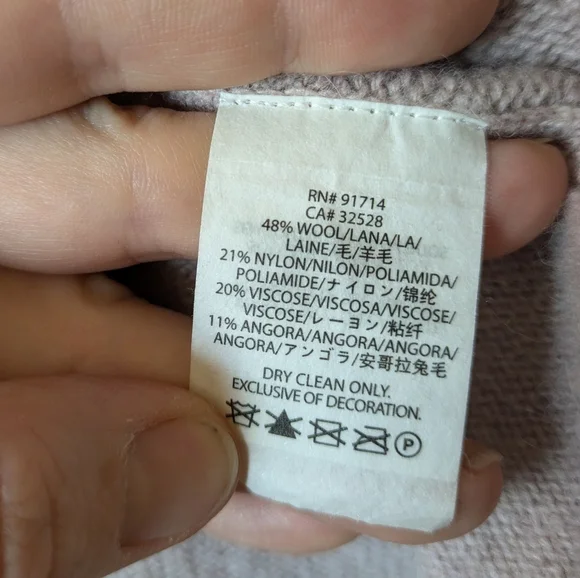 RN# 91714
CA# 32528
48% WOOL/LANA/LA/
LAINE/毛/羊毛
21% NYLON/NILON/POLIAMIDA/
POLIAMIDE/ナイロン/锦纶
20% VISCOSE/VISCOSA/VISCOSE/
VISCOSE/レーヨン/粘纤
11% ANGORA/ANGORA/ANGORA/
ANGORA/アンゴラ/安哥拉兔毛
DRY CLEAN ONLY.
EXCLUSIVE OF DECORATION.
P